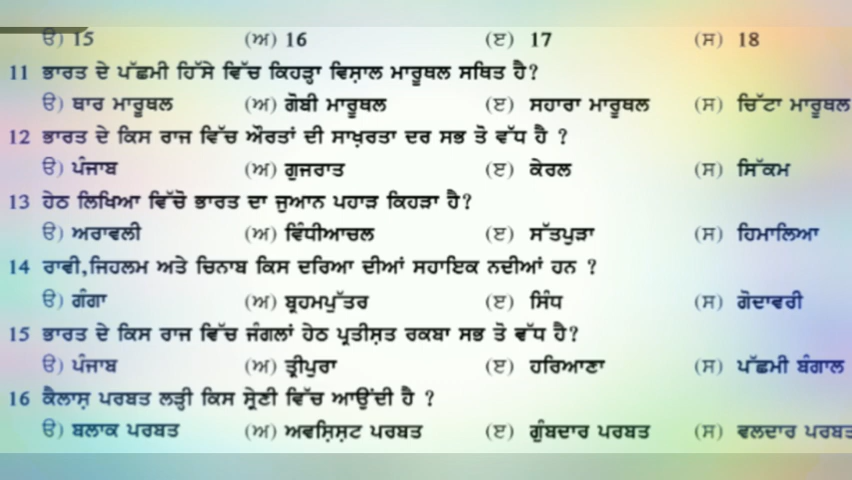 ੳ) 15 (ਅ) 16 (ੲ) 17 (ਸ) 18
11 ਭਾਰਤ ਦੇ ਪੱਛਮੀ ਹਿੱਸੇ ਵਿੱਚ ਕਿਹੜ੍ਹਾ ਵਿਸ਼ਾਲ ਮਾਰੂਥਲ ਸਥਿਤ ਹੈ?
ੳ) ਥਾਰ ਮਾਰੂਥਲ (ਅ) ਗੋਬੀ ਮਾਰੂਥਲ (ੲ) ਸਹਾਰਾ ਮਾਰੂਥਲ (ਸ) ਚਿੱਟਾ ਮਾਰੂਥਲ
12 ਭਾਰਤ ਦੇ ਕਿਸ ਰਾਜ ਵਿੱਚ ਔਰਤਾਂ ਦੀ ਸਾਖ਼ਰਤਾ ਦਰ ਸਭ ਤੋ ਵੱਧ ਹੈ ?
ੳ) ਪੰਜਾਬ (ਅ) ਗੁਜਰਾਤ (ੲ) ਕੇਰਲ (ਸ) ਸਿੱਕਮ
13 ਹੇਠ ਲਿਖਿਆ ਵਿੱਚੋ ਭਾਰਤ ਦਾ ਜੁਆਨ ਪਹਾੜ ਕਿਹੜਾ ਹੈ?
ੳ) ਅਰਾਵਲੀ (ਅ) ਵਿੰਧੀਆਚਲ (ੲ) ਸੱਤਪੁੜਾ (ਸ) ਹਿਮਾਲਿਆ
14 ਰਾਵੀ,ਜਿਹਲਮ ਅਤੇ ਚਿਨਾਬ ਕਿਸ ਦਰਿਆ ਦੀਆਂ ਸਹਾਇਕ ਨਦੀਆਂ ਹਨ ?
ੳ) ਗੰਗਾ (ਅ) ਬ੍ਰਹਮਪੁੱਤਰ (ੲ) ਸਿੰਧ (ਸ) ਗੋਦਾਵਰੀ
15 ਭਾਰਤ ਦੇ ਕਿਸ ਰਾਜ ਵਿੱਚ ਜੰਗਲਾਂ ਹੇਠ ਪ੍ਰਤੀਸ਼ਤ ਰਕਬਾ ਸਭ ਤੋ ਵੱਧ ਹੈ?
ੳ) ਪੰਜਾਬ (ਅ) ਤ੍ਰੀਪੁਰਾ (ੲ) ਹਰਿਆਣਾ (ਸ) ਪੱਛਮੀ ਬੰਗਾਲ
16 ਕੈਲਾਸ਼ ਪਰਬਤ ਲੜ੍ਹੀ ਕਿਸ ਸ਼੍ਰੇਣੀ ਵਿੱਚ ਆਉਂਦੀ ਹੈ ?
ੳ) ਬਲਾਕ ਪਰਬਤ (ਅ) ਅਵਸ਼ਿਸ਼ਟ ਪਰਬਤ (ੲ) ਗੁੰਬਦਾਰ ਪਰਬਤ (ਸ) ਵਲਦਾਰ ਪਰਬਤ